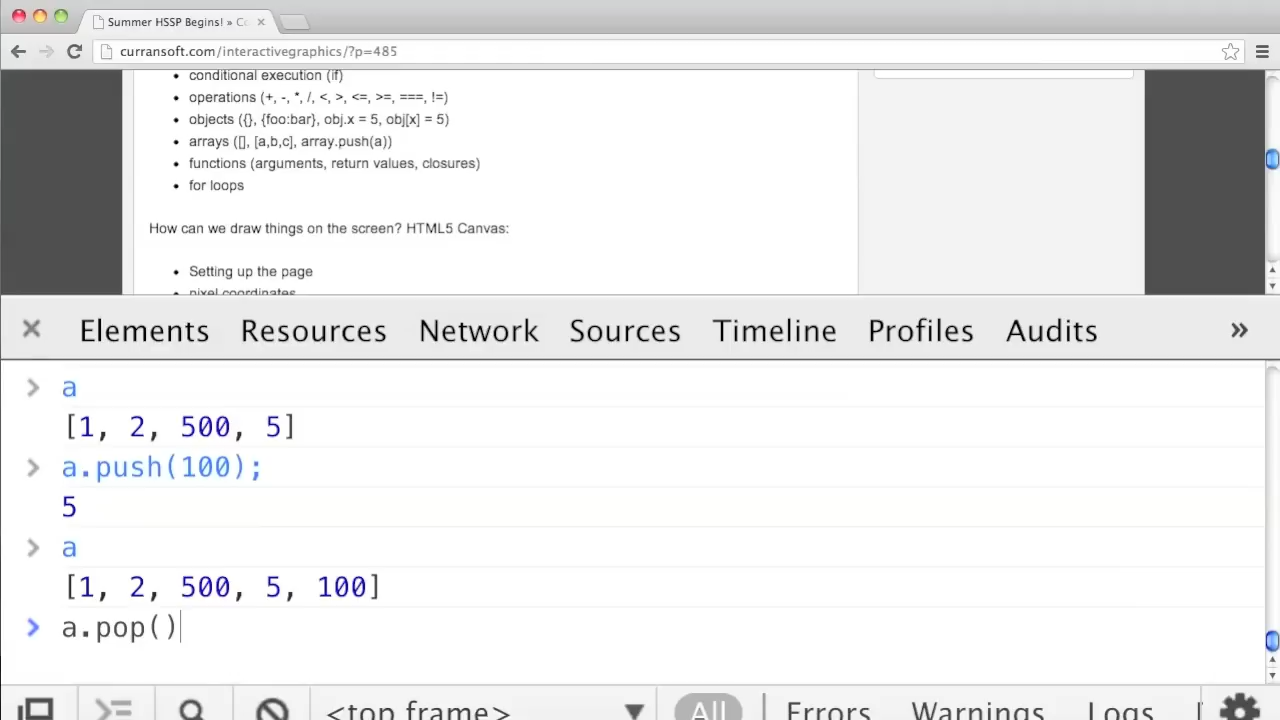 Summer HSSP Begins! » Co
curransoft.com/interactivegraphics/?p=485
conditional execution (if)
operations (+, -, *, /, <, >, <=, >=, ===, !=)
objects ({}, {foo:bar}, obj.x = 5, obj[x] = 5)
arrays ([], [a,b,c], array.push(a))
functions (arguments, return values, closures)
for loops
How can we draw things on the screen? HTML5 Canvas:
Setting up the page
pixel coordinates
Elements Resources Network Sources Timeline Profiles Audits »
> a
[1, 2, 500, 5]
> a.push(100);
5
> a
[1, 2, 500, 5, 100]
> a.pop()
<top frame> All Errors Warnings Logs